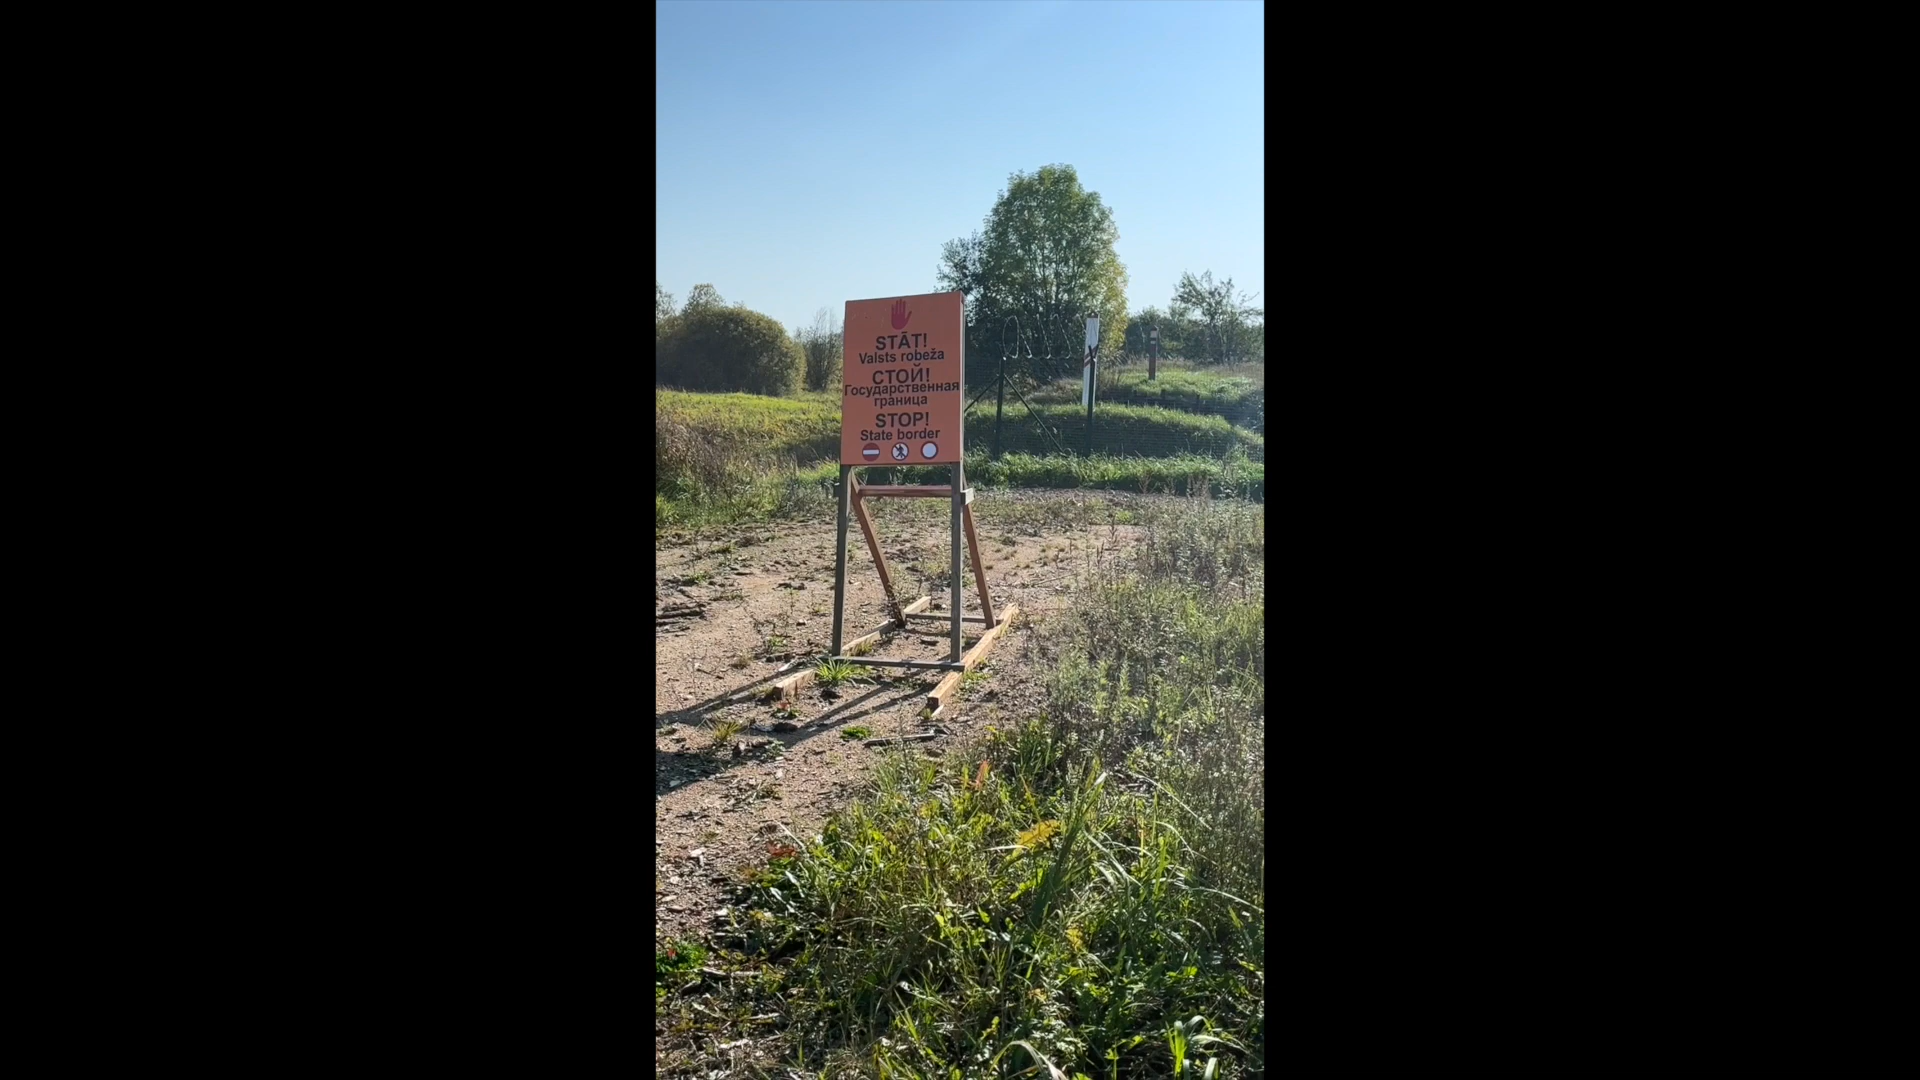 STĀT!
Valsts robeža
СТОЙ!
Государственная
граница
STOP!
State border